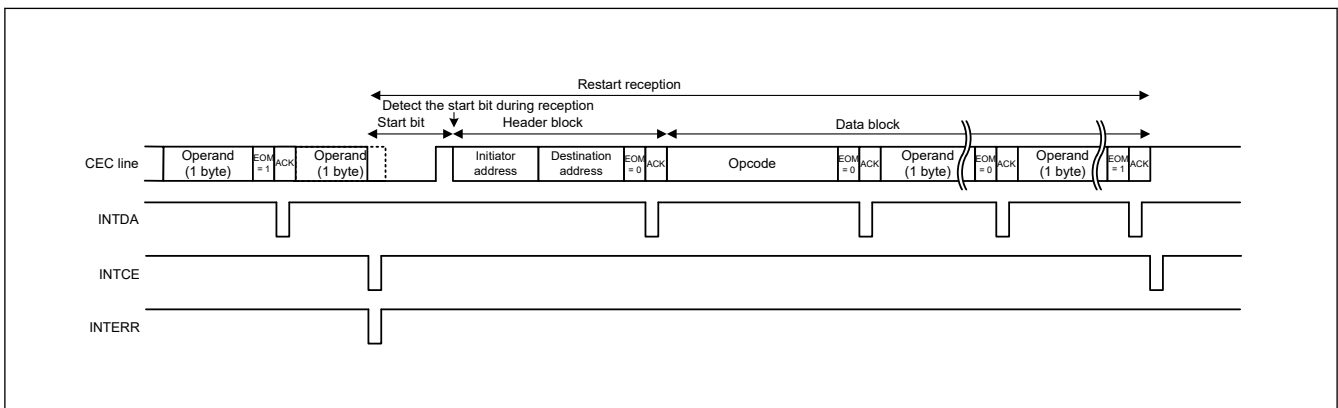 Restart reception
Detect the start bit during reception
Start bit
Header block
Data block
CEC line
Operand
(1 byte)
EOM
= 1
ACK
Operand
(1 byte)
Initiator
address
Destination
address
EOM
= 0
ACK
Opcode
EOM
= 0
ACK
Operand
(1 byte)
EOM
= 0
ACK
Operand
(1 byte)
EOM
= 1
ACK
INTDA
INTCE
INTERR